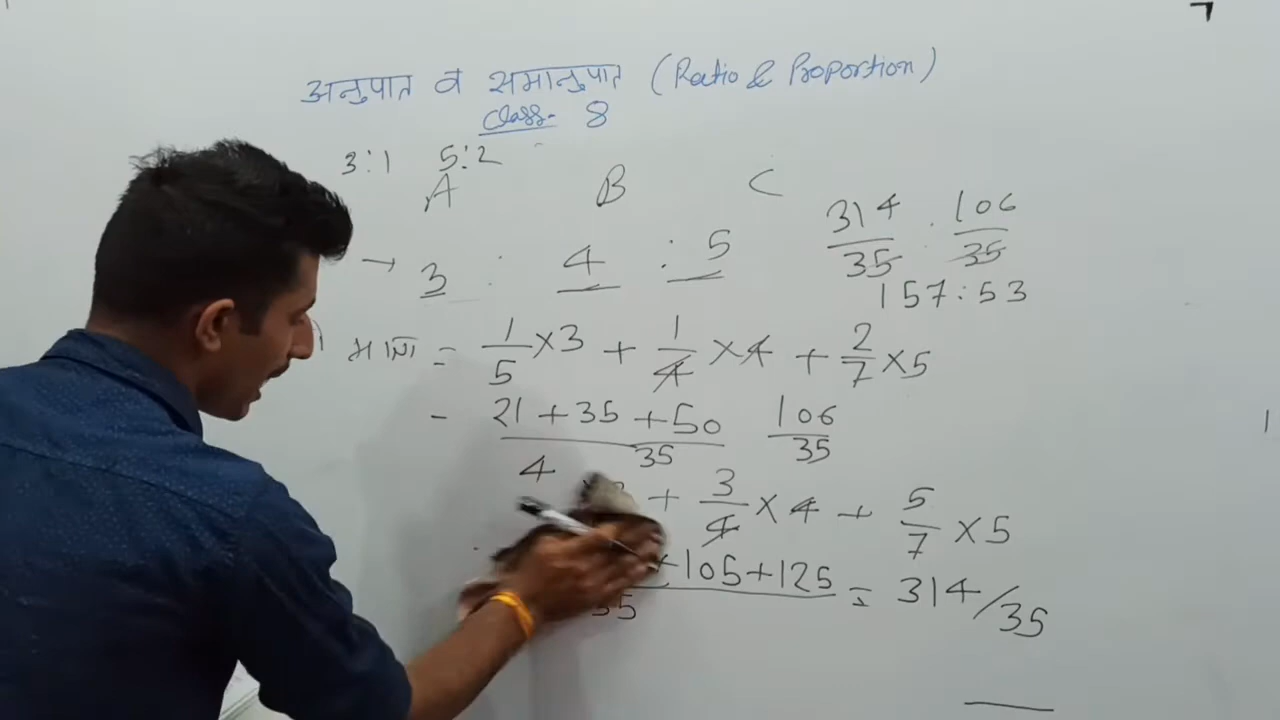 अनुपात व समानुपात (Ratio & Proportion)
Class- 8
3:1 5:2
A B C
→ 3 : 4 : 5
314/35 : 106/35
157:53
= 1/5 ×3 + 1/4 ×4 + 2/7 ×5
- 21 + 35 + 50 / 35 106/35
4 + 3/4 ×4 + 5/7 ×5
+105+125 / 35 = 314/35